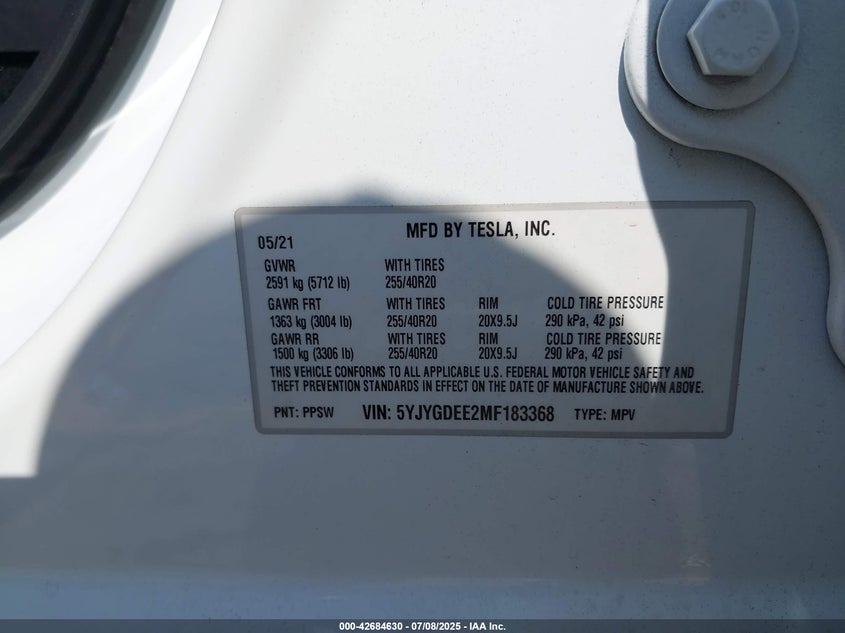 05/21 MFD BY TESLA, INC.
GVWR WITH TIRES
2591 kg (5712 lb) 255/40R20
GAWR FRT WITH TIRES RIM COLD TIRE PRESSURE
1363 kg (3004 lb) 255/40R20 20X9.5J 290 kPa, 42 psi
GAWR RR WITH TIRES RIM COLD TIRE PRESSURE
1500 kg (3306 lb) 255/40R20 20X9.5J 290 kPa, 42 psi
THIS VEHICLE CONFORMS TO ALL APPLICABLE U.S. FEDERAL MOTOR VEHICLE SAFETY AND
THEFT PREVENTION STANDARDS IN EFFECT ON THE DATE OF MANUFACTURE SHOWN ABOVE.
PNT: PPSW VIN: 5YJYGDEE2MF183368 TYPE: MPV
000-42684630 - 07/08/2025 - IAA Inc.